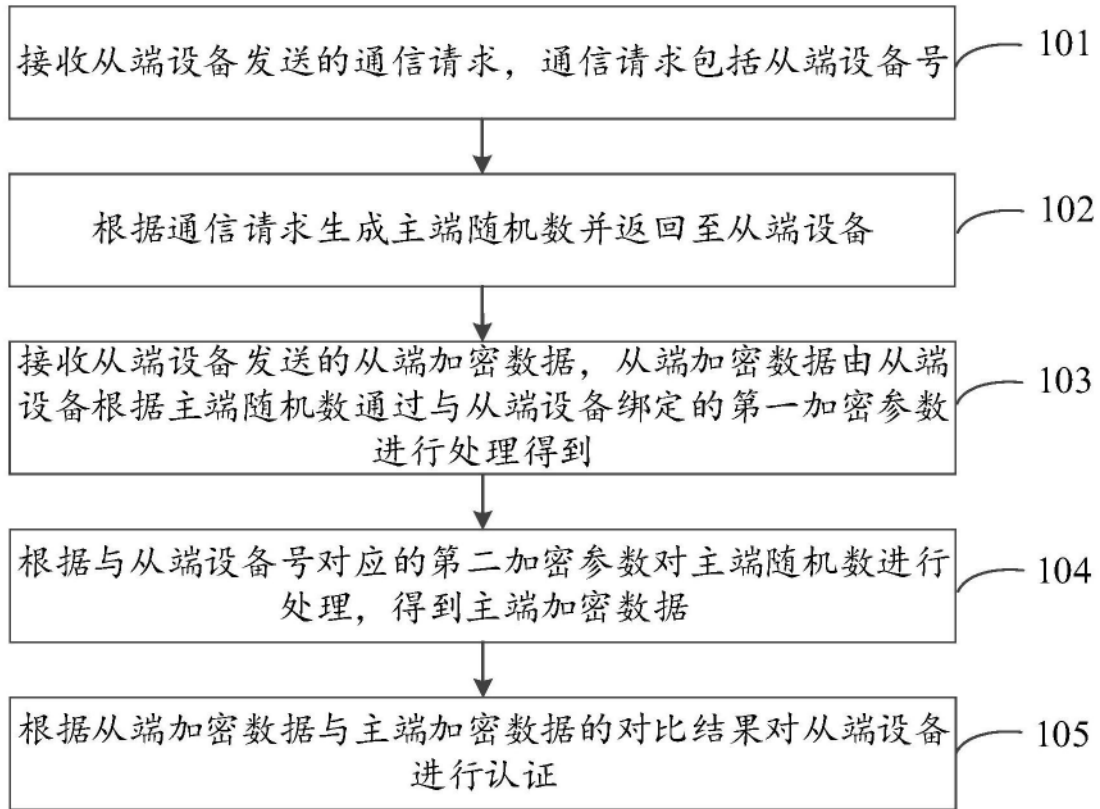 接收从端设备发送的通信请求，通信请求包括从端设备号
101
根据通信请求生成主端随机数并返回至从端设备
102
接收从端设备发送的从端加密数据，从端加密数据由从端
设备根据主端随机数通过与从端设备绑定的第一加密参数
进行处理得到
103
根据与从端设备号对应的第二加密参数对主端随机数进行
处理，得到主端加密数据
104
根据从端加密数据与主端加密数据的对比结果对从端设备
进行认证
105